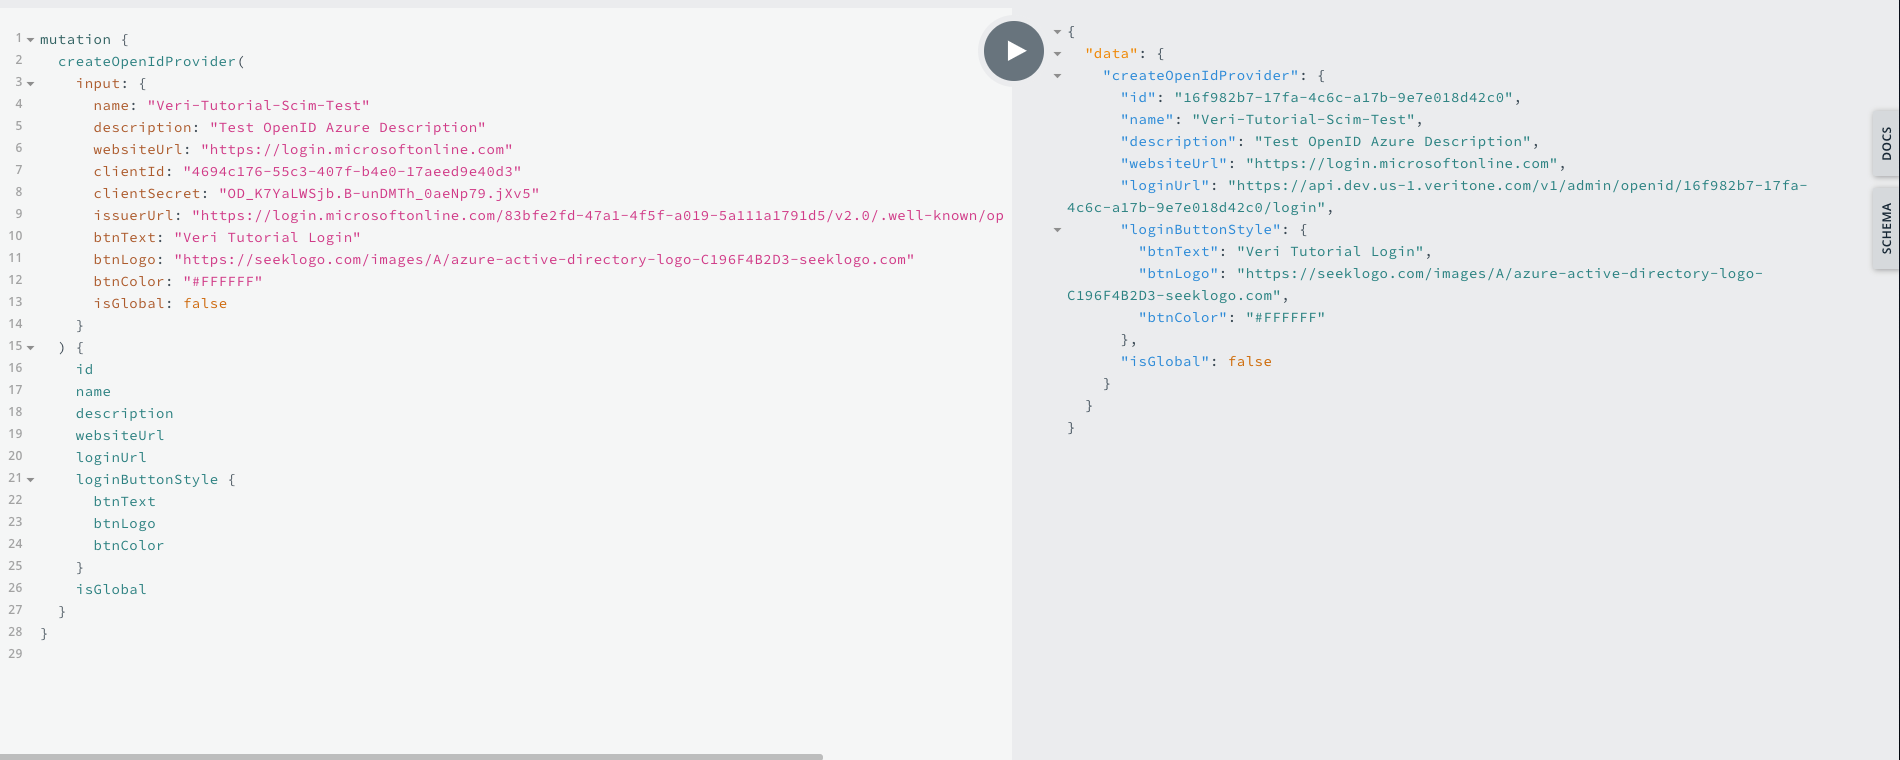 1 mutation {
2 createOpenIdProvider(
3 input: {
4 name: "Veri-Tutorial-Scim-Test"
5 description: "Test OpenID Azure Description"
6 websiteUrl: "https://login.microsoftonline.com"
7 clientId: "4694c176-55c3-407f-b4e0-17aeed9e40d3"
8 clientSecret: "OD_K7YaLWSjb.B-unDMTh_0aeNp79.jXv5"
9 issuerUrl: "https://login.microsoftonline.com/83bfe2fd-47a1-4f5f-a019-5a111a1791d5/v2.0/.well-known/op
10 btnText: "Veri Tutorial Login"
11 btnLogo: "https://seeklogo.com/images/A/azure-active-directory-logo-C196F4B2D3-seeklogo.com"
12 btnColor: "#FFFFFF"
13 isGlobal: false
14 }
15 ) {
16 id
17 name
18 description
19 websiteUrl
20 loginUrl
21 loginButtonStyle {
22 btnText
23 btnLogo
24 btnColor
25 }
26 isGlobal
27 }
28 }
29
{
"data": {
"createOpenIdProvider": {
"id": "16f982b7-17fa-4c6c-a17b-9e7e018d42c0",
"name": "Veri-Tutorial-Scim-Test",
"description": "Test OpenID Azure Description",
"websiteUrl": "https://login.microsoftonline.com",
"loginUrl": "https://api.dev.us-1.veritone.com/v1/admin/openid/16f982b7-17fa-
4c6c-a17b-9e7e018d42c0/login",
"loginButtonStyle": {
"btnText": "Veri Tutorial Login",
"btnLogo": "https://seeklogo.com/images/A/azure-active-directory-logo-
C196F4B2D3-seeklogo.com",
"btnColor": "#FFFFFF"
},
"isGlobal": false
}
}
}
DOCS
SCHEMA